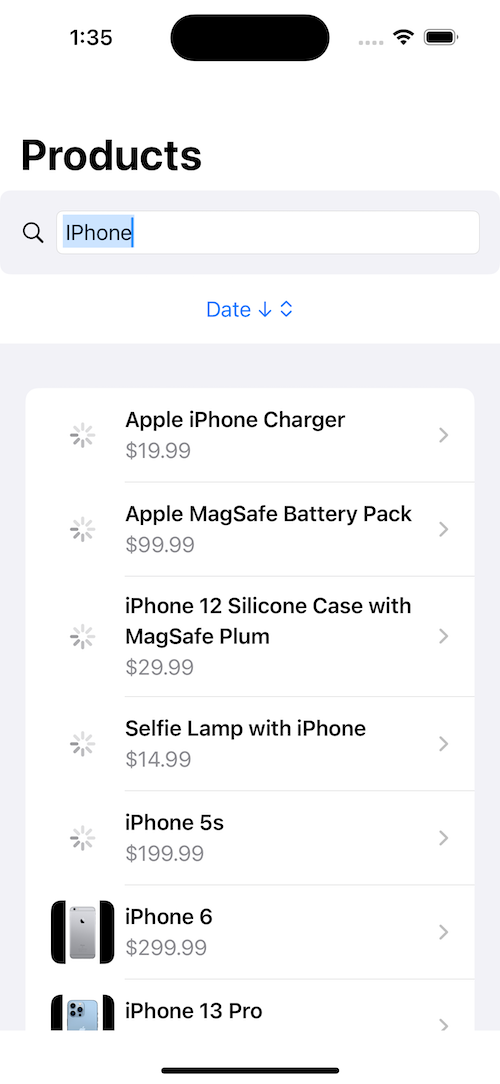 1:35
Products
IPhone
Date
Apple iPhone Charger
$19.99
Apple MagSafe Battery Pack
$99.99
iPhone 12 Silicone Case with
MagSafe Plum
$29.99
Selfie Lamp with iPhone
$14.99
iPhone 5s
$199.99
iPhone 6
$299.99
iPhone 13 Pro